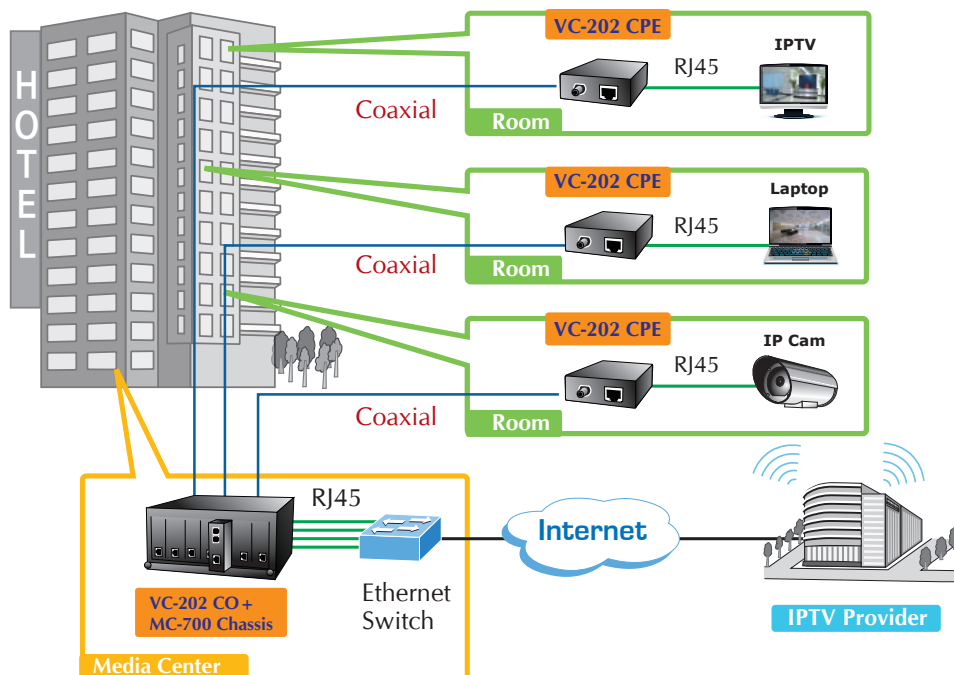 HOTEL
VC-202 CPE
IPTV
RJ45
Coaxial
Room
VC-202 CPE
Laptop
RJ45
Coaxial
Room
VC-202 CPE
IP Cam
RJ45
Coaxial
Room
RJ45
Internet
Ethernet
Switch
VC-202 CO+
MC-700 Chassis
IPTV Provider
Media Center